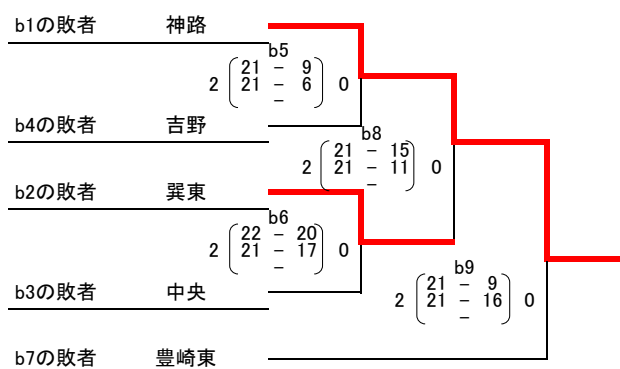 b1の敗者 神路
b5
2 ( 21 - 9 ) 0
21 - 6
-
b4の敗者 吉野
b8
2 ( 21 - 15 ) 0
21 - 11
-
b2の敗者 巽東
b6
2 ( 22 - 20 ) 0
21 - 17
-
b3の敗者 中央
b9
2 ( 21 - 9 ) 0
21 - 16
-
b7の敗者 豊崎東